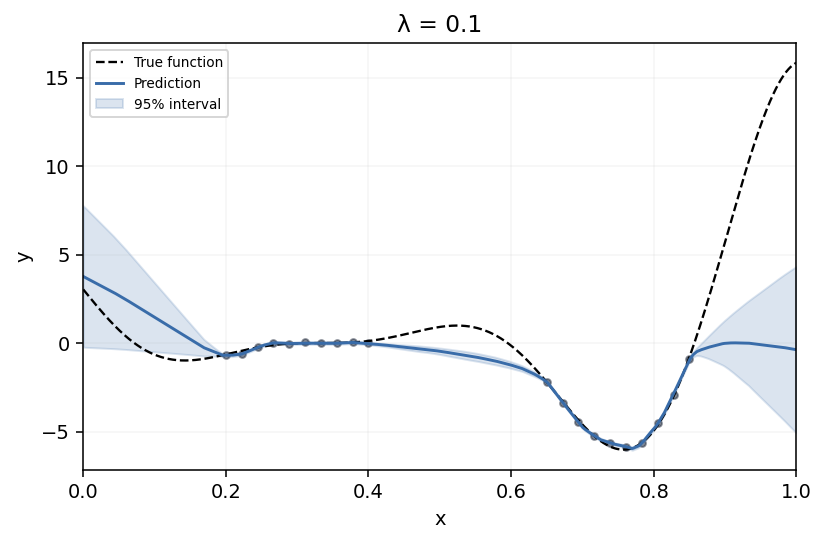 λ = 0.1
True function
Prediction
95% interval
y
15
10
5
0
−5
0.0 0.2 0.4 0.6 0.8 1.0
x